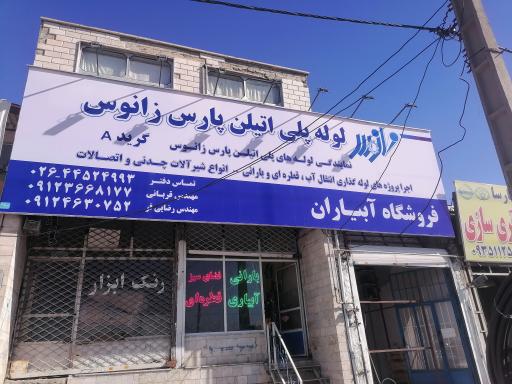 لوله پلی اتیلن پارس زانوس
زانوس
نمایندگی لوله های پلی اتیلن پارس زانوس گرید A
اجرا پروژه های لوله گذاری انتقال آب، قطره ای و بارانی
انواع شیرآلات چدنی و اتصالات
فروشگاه آبیاران
تماس دفتر ۰۲۶-۴۴۵۲۴۹۹۳
مهندس قربانی ۰۹۱۲۳۶۶۸۱۷۷
مهندس رضایی فر ۰۹۱۲۴۶۳۰۷۵۲
رنگ ابزار
فضای سبز
قطره‌ای
بارانی
آبیاری
رسا
سازی